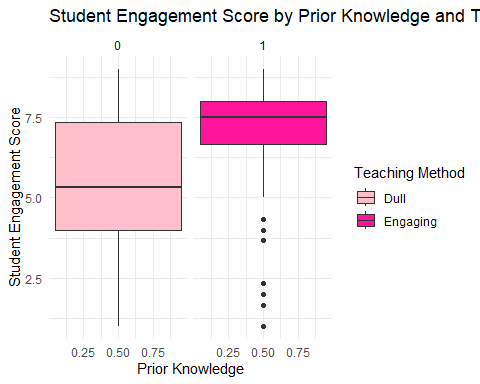 Student Engagement Score by Prior Knowledge and T
0 1
7.5
5.0
2.5
Student Engagement Score
0.25 0.50 0.75 0.25 0.50 0.75
Prior Knowledge
Teaching Method
Dull
Engaging